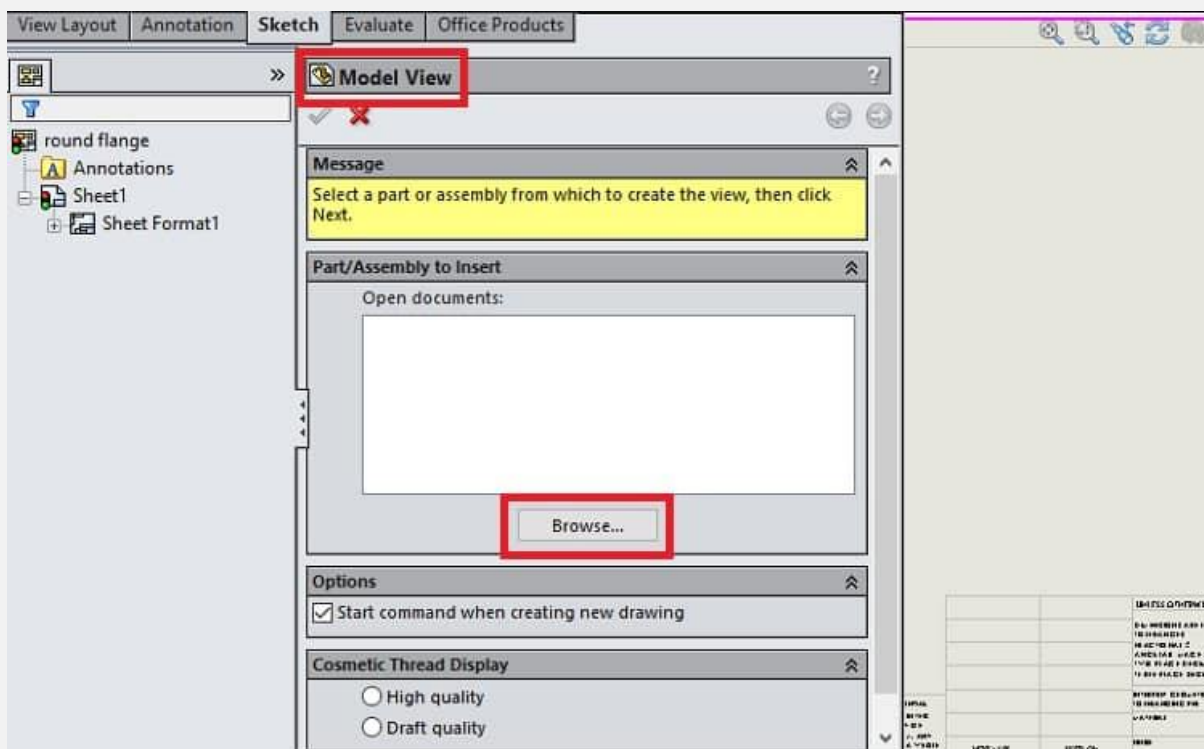 View Layout Annotation Sketch Evaluate Office Products
»
Model View ?
round flange
A Annotations
Sheet1
Sheet Format1
Message
Select a part or assembly from which to create the view, then click
Next.
Part/Assembly to Insert
Open documents:
Browse...
Options
Start command when creating new drawing
Cosmetic Thread Display
High quality
Draft quality